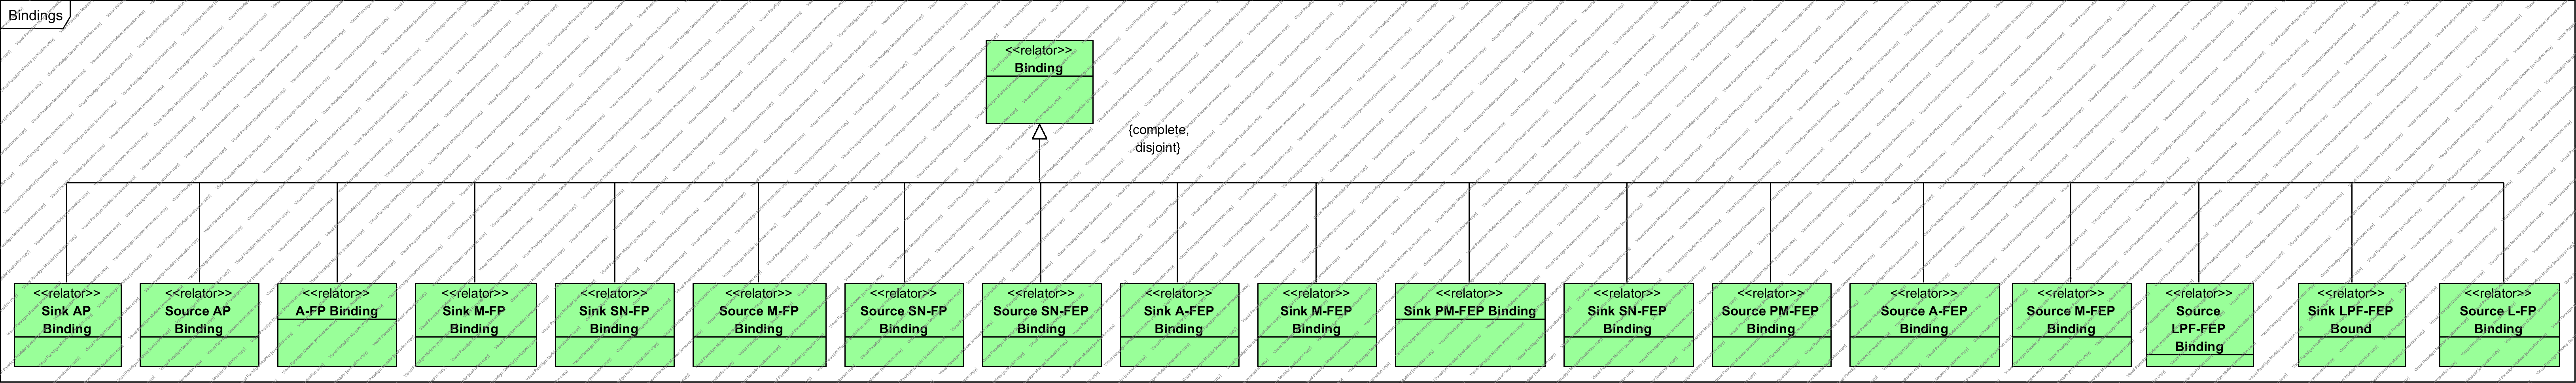 Bindings
<<relator>>
Binding
{complete,
disjoint}
<<relator>>
Sink AP
Binding
<<relator>>
Source AP
Binding
<<relator>>
A-FP Binding
<<relator>>
Sink M-FP
Binding
<<relator>>
Sink SN-FP
Binding
<<relator>>
Source M-FP
Binding
<<relator>>
Source SN-FP
Binding
<<relator>>
Source SN-FEP
Binding
<<relator>>
Sink A-FEP
Binding
<<relator>>
Sink M-FEP
Binding
<<relator>>
Sink PM-FEP Binding
<<relator>>
Sink SN-FEP
Binding
<<relator>>
Source PM-FEP
Binding
<<relator>>
Source A-FEP
Binding
<<relator>>
Source M-FEP
Binding
<<relator>>
Source
LPF-FEP
Binding
<<relator>>
Sink LPF-FEP
Bound
<<relator>>
Source L-FP
Binding